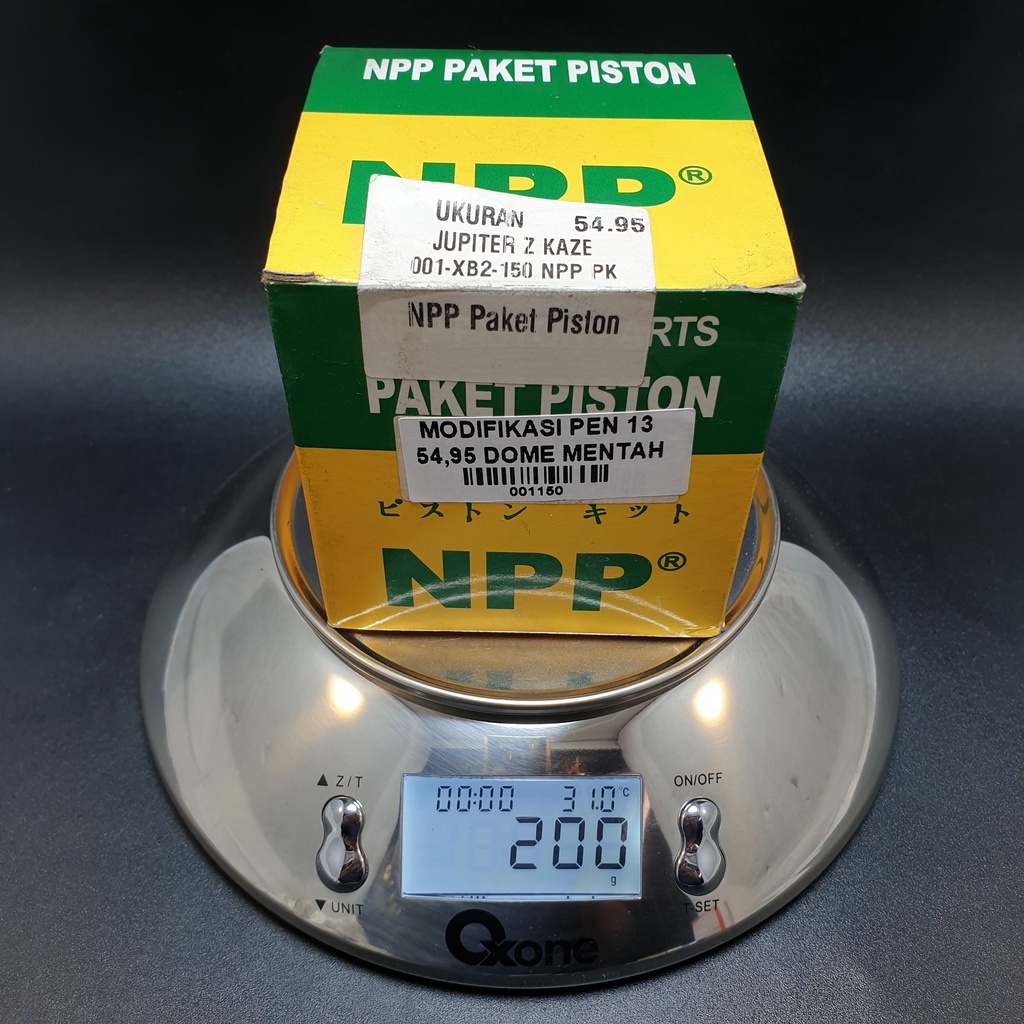 NPP PAKET PISTON
NPP®
UKURAN 54.95
JUPITER Z KAZE
001-XB2-150 NPP PK
NPP Paket Piston
RTS
PAKET PISTON
MODIFIKASI PEN 13
54,95 DOME MENTAH
001150
ピストン キット
NPP®
▲ Z/T
ON/OFF
00:00 31.0 °C
200
g
▼ UNIT
T-SET
Oxone